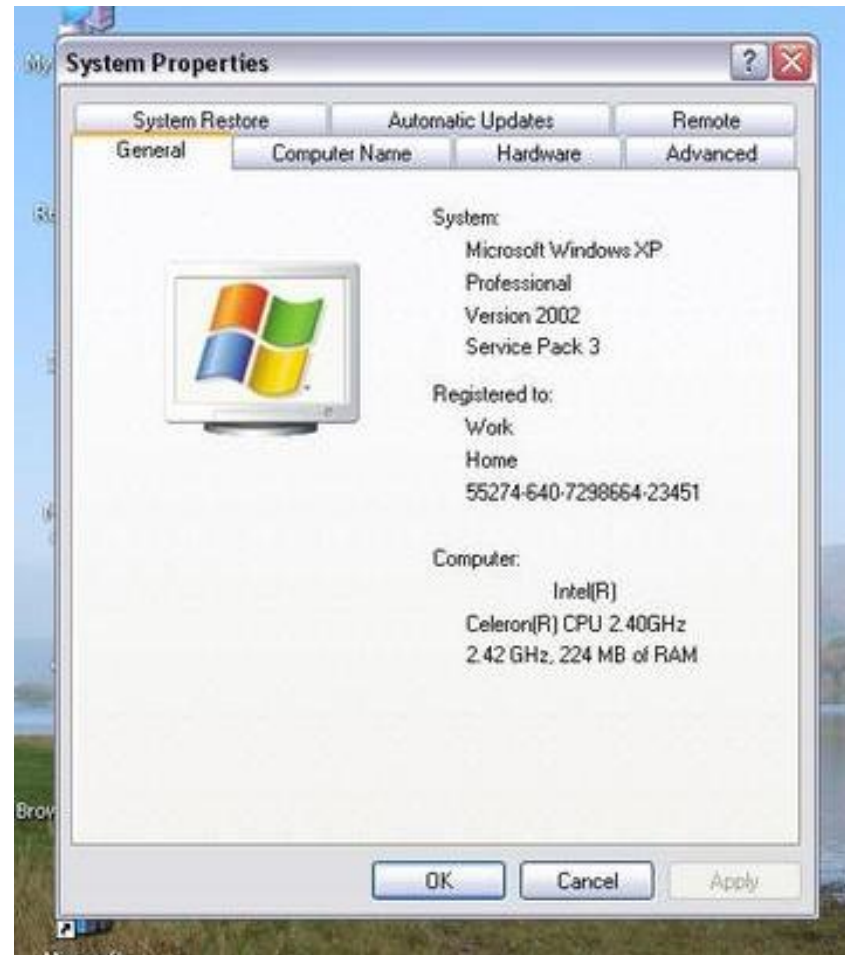 System Properties
System Restore
Automatic Updates
Remote
General
Computer Name
Hardware
Advanced
System:
Microsoft Windows XP
Professional
Version 2002
Service Pack 3
Registered to:
Work
Home
55274-640-7298664-23451
Computer:
Intel(R)
Celeron(R) CPU 2.40GHz
2.42 GHz, 224 MB of RAM
OK
Cancel
Apply